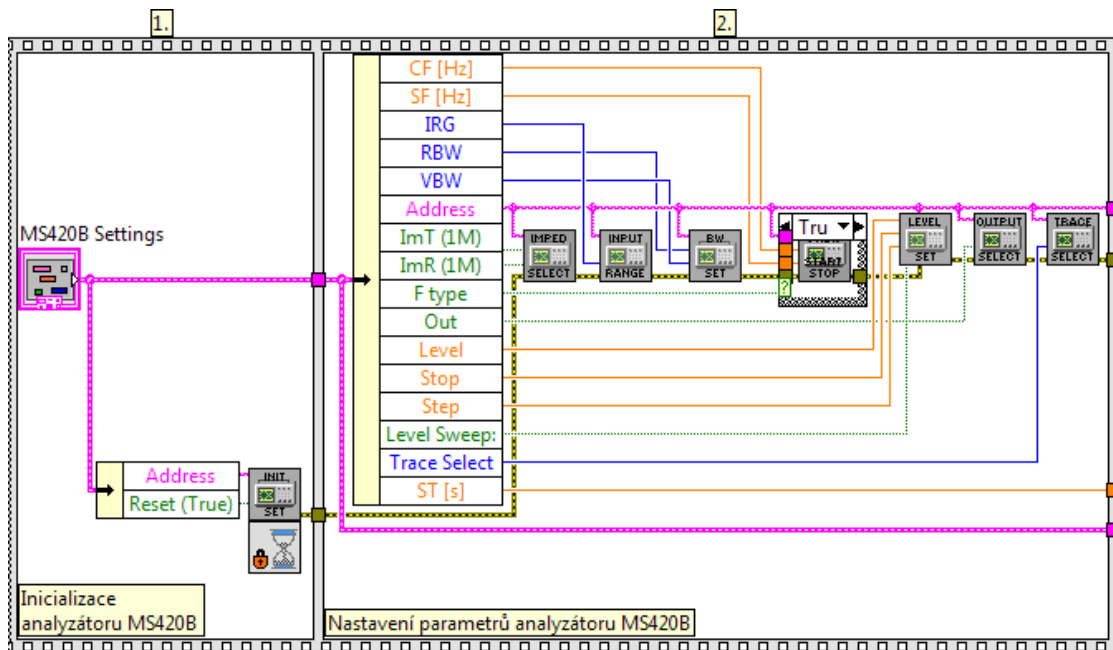 1.
2.
MS420B Settings
Address
Reset (True)
INIT
SET
Inicializace
analyzátoru MS420B
CF [Hz]
SF [Hz]
IRG
RBW
VBW
Address
ImT (1M)
ImR (1M)
F type
Out
Level
Stop
Step
Level Sweep:
Trace Select
ST [s]
IMPED
SELECT
INPUT
RANGE
BW
SET
Tru
START
STOP
?
LEVEL
SET
OUTPUT
SELECT
TRACE
SELECT
Nastavení parametrů analyzátoru MS420B